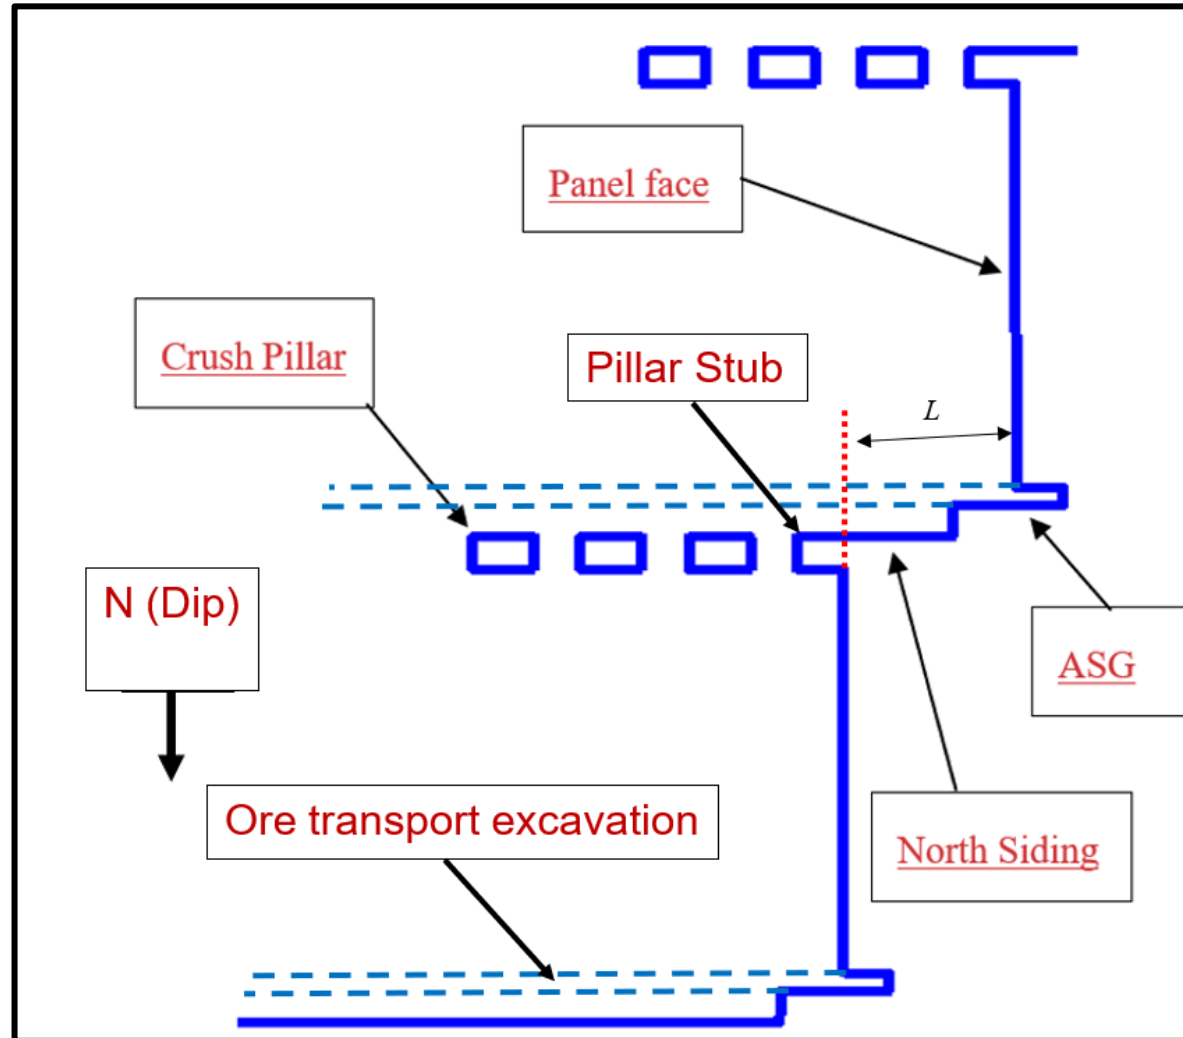 Panel face
Crush Pillar
Pillar Stub
L
N (Dip)
ASG
Ore transport excavation
North Siding